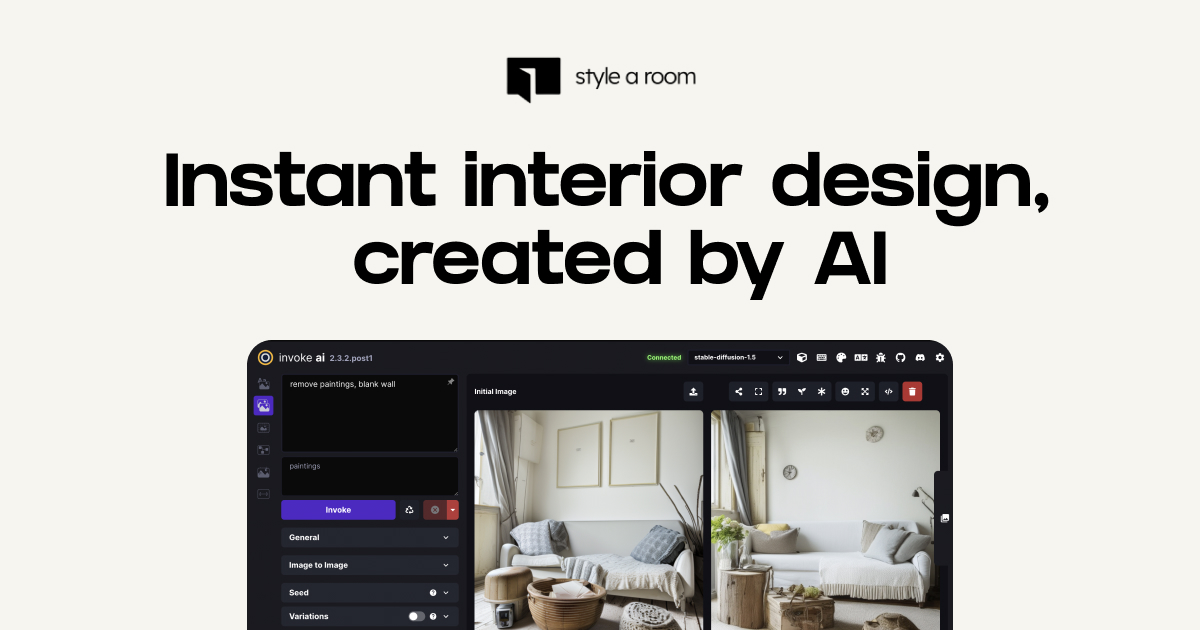 style a room
Instant interior design,
created by AI
invoke ai 2.3.2.post1
Connected
stable-diffusion-1.5
remove paintings, blank wall
paintings
Invoke
General
Image to Image
Seed
Variations
Initial Image